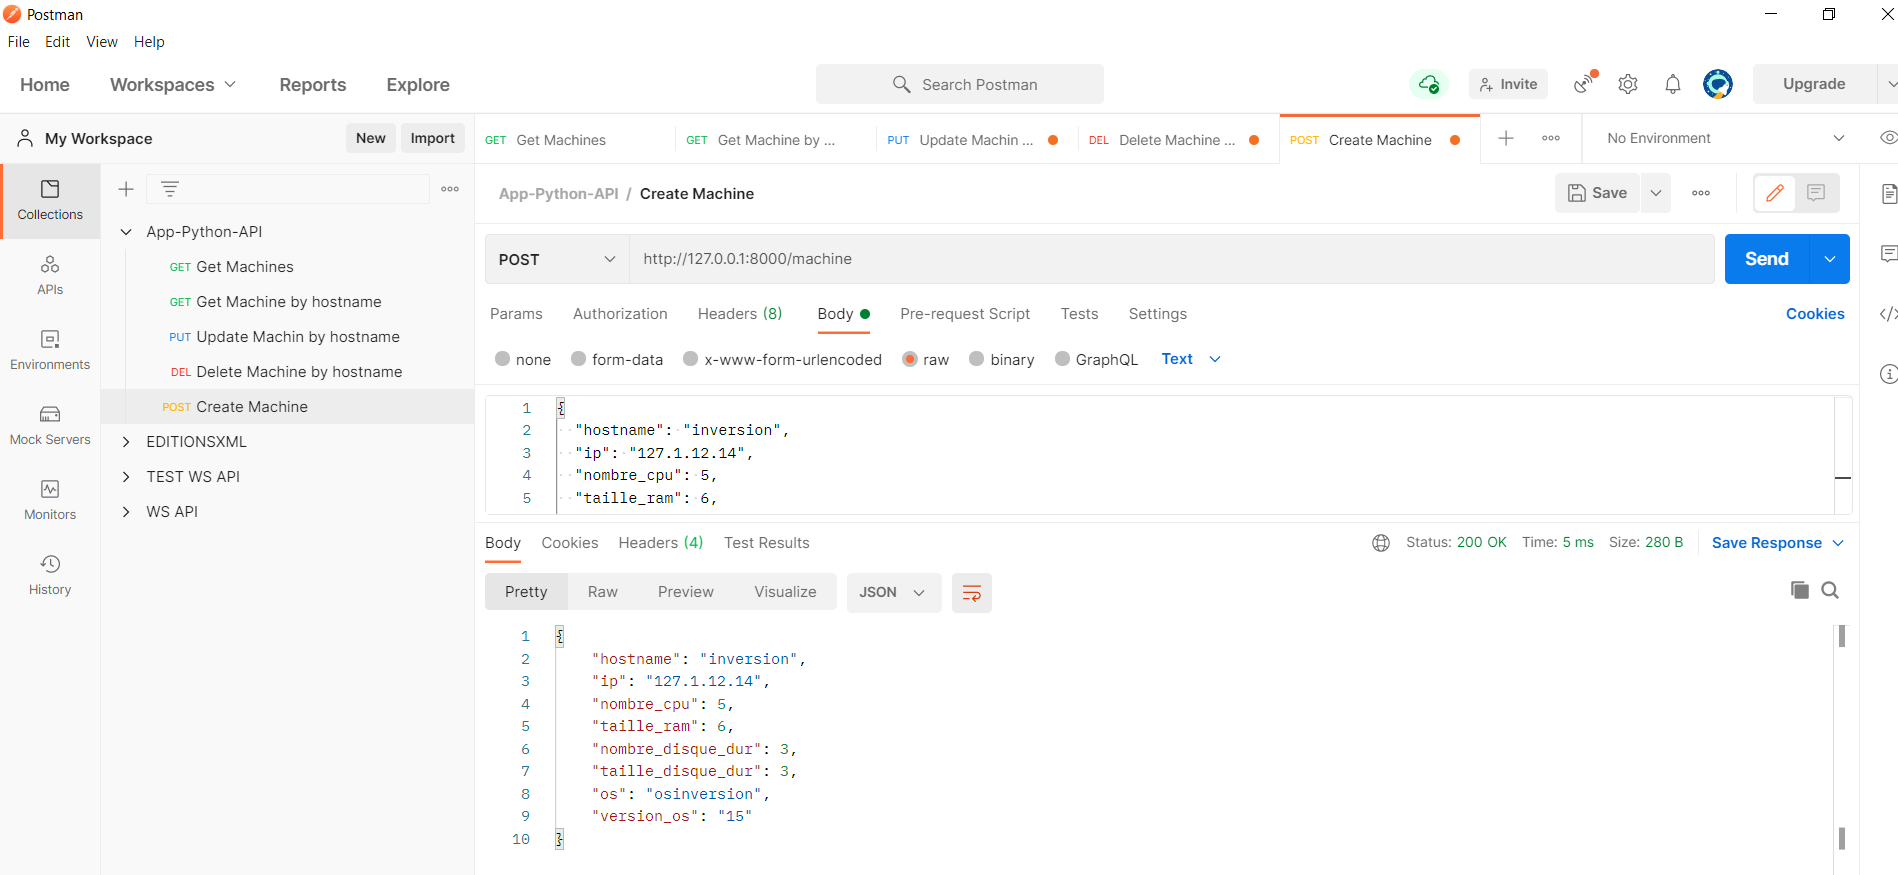 Postman
File Edit View Help
Home Workspaces Reports Explore Search Postman Invite Upgrade
My Workspace New Import
GET Get Machines GET Get Machine by ... PUT Update Machin ... DEL Delete Machine ... POST Create Machine No Environment
Collections
APIs
Environments
Mock Servers
Monitors
History
App-Python-API
GET Get Machines
GET Get Machine by hostname
PUT Update Machin by hostname
DEL Delete Machine by hostname
POST Create Machine
EDITIONSXML
TEST WS API
WS API
App-Python-API / Create Machine Save
POST http://127.0.0.1:8000/machine Send
Params Authorization Headers (8) Body Pre-request Script Tests Settings Cookies
none form-data x-www-form-urlencoded raw binary GraphQL Text
1 {
2 "hostname": "inversion",
3 "ip": "127.1.12.14",
4 "nombre_cpu": 5,
5 "taille_ram": 6,
Body Cookies Headers (4) Test Results Status: 200 OK Time: 5 ms Size: 280 B Save Response
Pretty Raw Preview Visualize JSON
1 {
2 "hostname": "inversion",
3 "ip": "127.1.12.14",
4 "nombre_cpu": 5,
5 "taille_ram": 6,
6 "nombre_disque_dur": 3,
7 "taille_disque_dur": 3,
8 "os": "osinversion",
9 "version_os": "15"
10 }